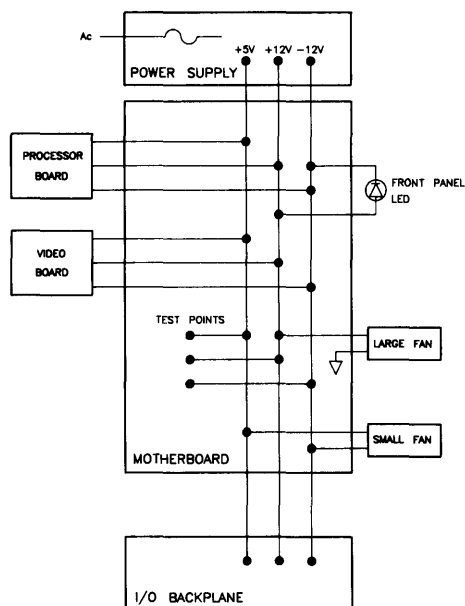 Ac
+5V +12V -12V
POWER SUPPLY
PROCESSOR
BOARD
FRONT PANEL
LED
VIDEO
BOARD
TEST POINTS
LARGE FAN
SMALL FAN
MOTHERBOARD
I/O BACKPLANE